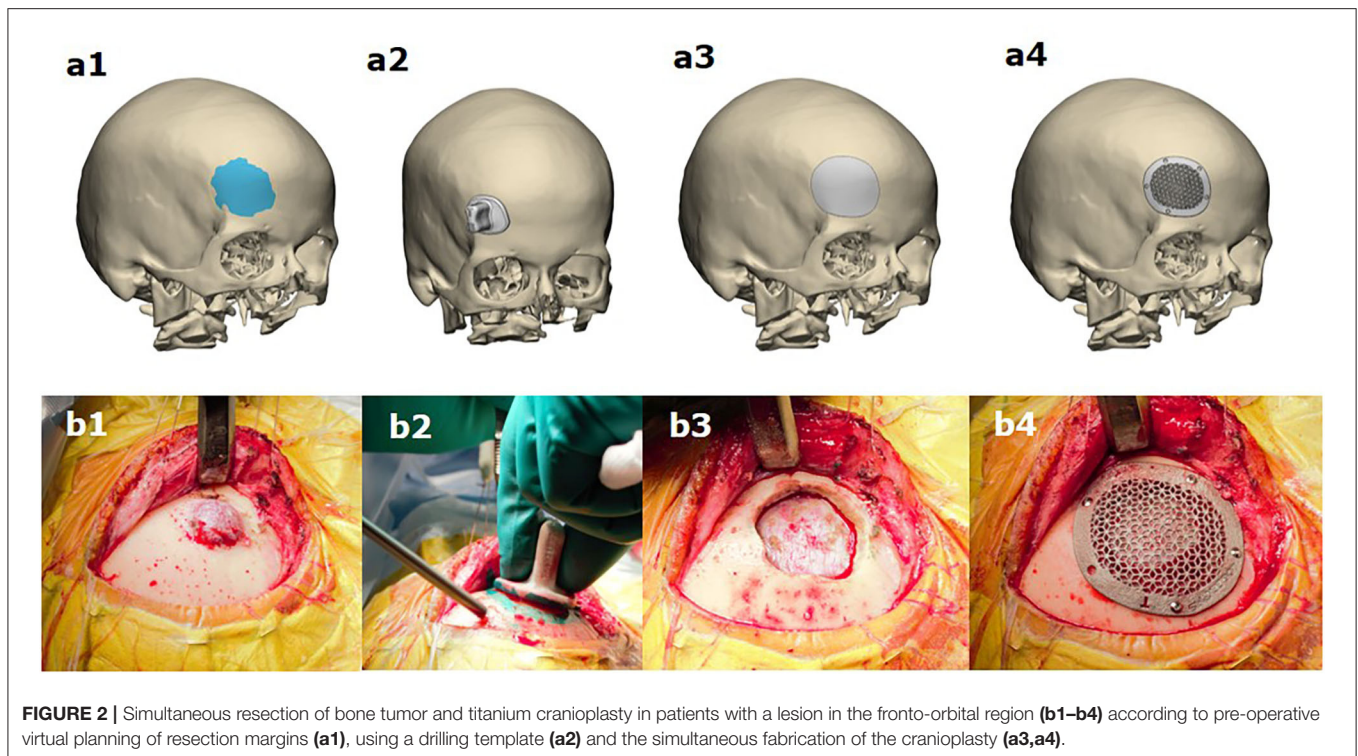 a1
a2
a3
a4
b1
b2
b3
b4
T
FIGURE 2 | Simultaneous resection of bone tumor and titanium cranioplasty in patients with a lesion in the fronto-orbital region (b1–b4) according to pre-operative
virtual planning of resection margins (a1), using a drilling template (a2) and the simultaneous fabrication of the cranioplasty (a3,a4).